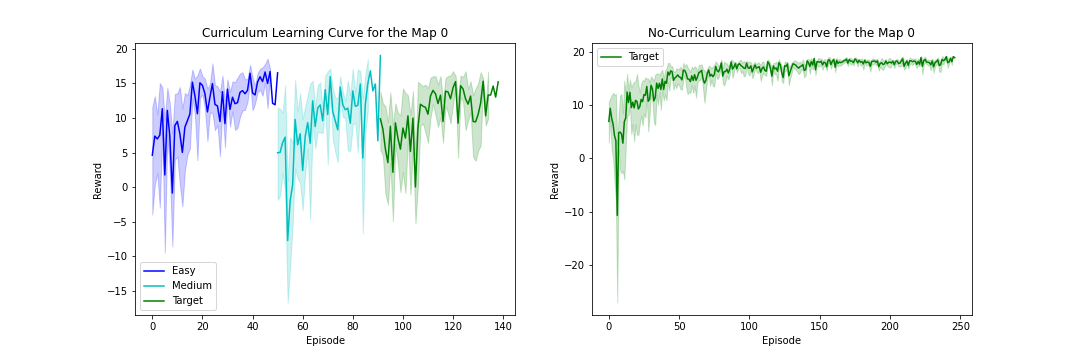 Curriculum Learning Curve for the Map 0
Reward
20
15
10
5
0
−5
−10
−15
Easy
Medium
Target
0 20 40 60 80 100 120 140
Episode
No-Curriculum Learning Curve for the Map 0
Reward
20
10
0
−10
−20
Target
0 50 100 150 200 250
Episode